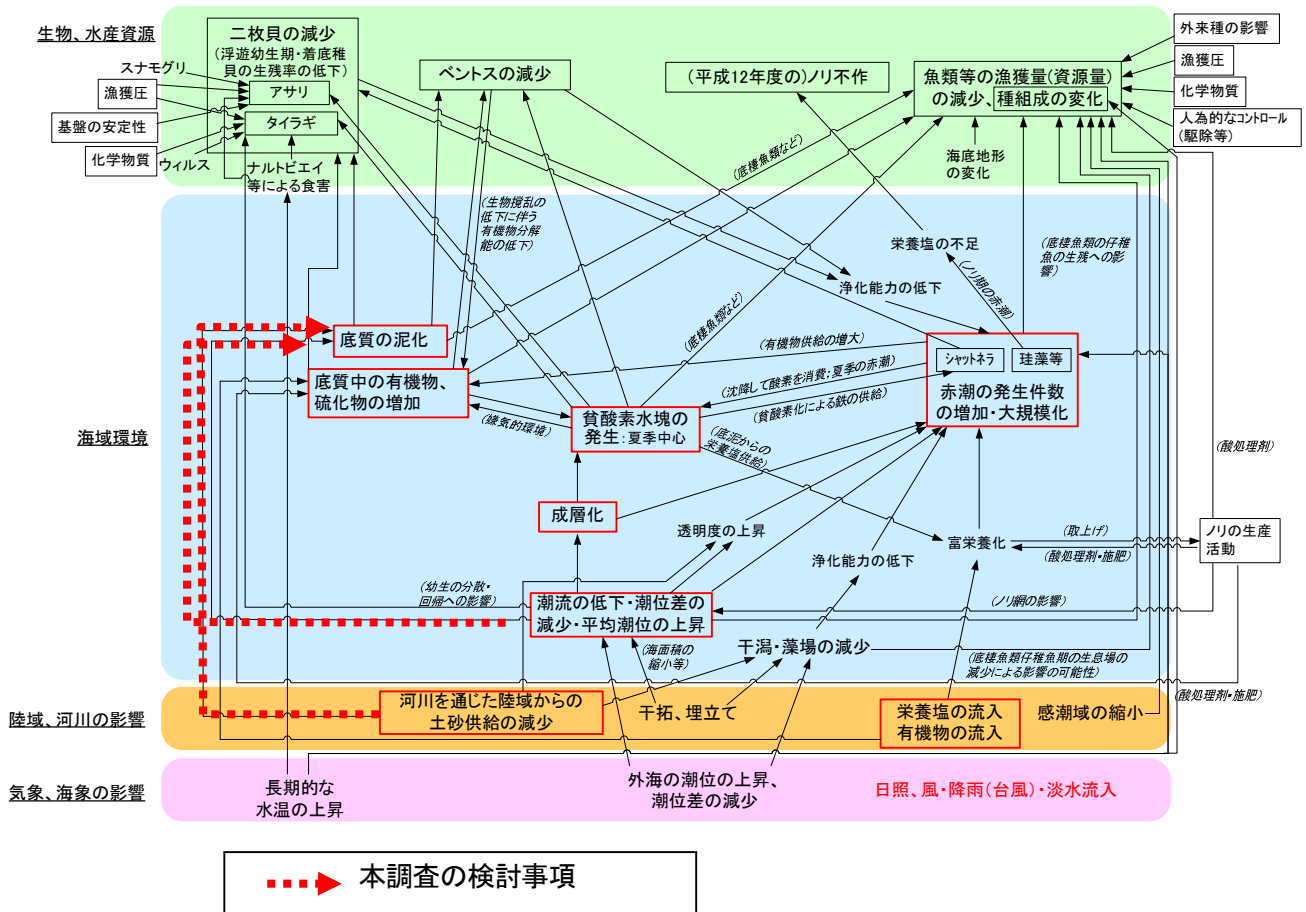 生物、水産資源
二枚貝の減少
(浮遊幼生期・着底稚
貝の生残率の低下)
アサリ
タイラギ
スナモグリ
漁獲圧
基盤の安定性
化学物質
ウィルス
ナルトビエイ
等による食害
ベントスの減少
(平成12年度の)ノリ不作
魚類等の漁獲量(資源量)
の減少、種組成の変化
外来種の影響
漁獲圧
化学物質
人為的なコントロール
(駆除等)
海底地形
の変化
(底棲魚類など)
(生物攪乱の
低下に伴う
有機物分解
能の低下)
栄養塩の不足
(底棲魚類の仔稚
魚の生残への影
響)
浄化能力の低下
(ノリ期の赤潮)
(底棲魚類など)
海域環境
底質の泥化
底質中の有機物、
硫化物の増加
(有機物供給の増大)
シャットネラ
珪藻等
赤潮の発生件数
の増加・大規模化
(沈降して酸素を消費;夏季の赤潮)
(貧酸素化による鉄の供給)
(嫌気的環境)
貧酸素水塊の
発生:夏季中心
(底泥からの
栄養塩供給)
(酸処理剤)
成層化
透明度の上昇
富栄養化
(取上げ)
(酸処理剤・施肥)
ノリの生産
活動
浄化能力の低下
(幼生の分散・
回帰への影響)
潮流の低下・潮位差の
減少・平均潮位の上昇
(ノリ網の影響)
(海面積の
縮小等)
干潟・藻場の減少
(底棲魚類仔稚魚期の生息場の
減少による影響の可能性)
(酸処理剤・施肥)
陸域、河川の影響
河川を通じた陸域からの
土砂供給の減少
干拓、埋立て
栄養塩の流入
有機物の流入
感潮域の縮小
気象、海象の影響
長期的な
水温の上昇
外海の潮位の上昇、
潮位差の減少
日照、風・降雨(台風)・淡水流入
本調査の検討事項